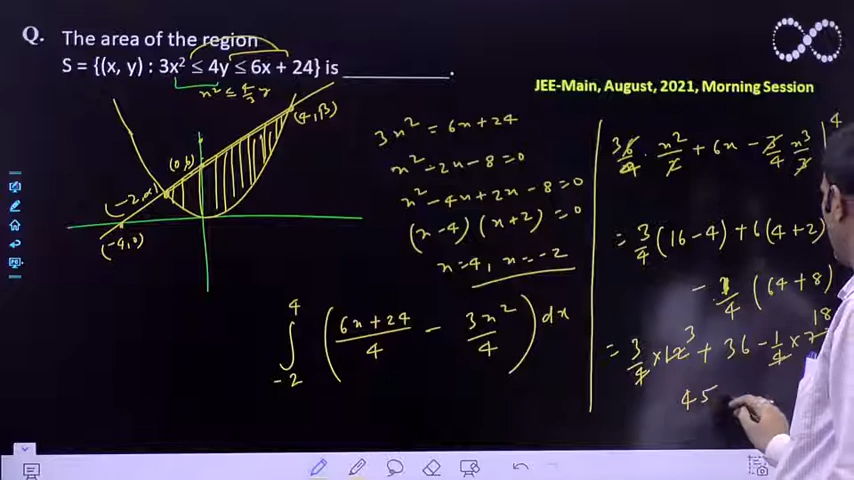 Q. The area of the region
S = {(x, y) : 3x² ≤ 4y ≤ 6x + 24} is ____________.
x² ≤ 4/3 y
JEE-Main, August, 2021, Morning Session
(4, β)
(0, 6)
(-2, α)
(-4, 0)
3x² = 6x + 24
x² - 2x - 8 = 0
x² - 4x + 2x - 8 = 0
(x - 4) (x + 2) = 0
x = 4, x = -2
∫ 4 -2 ( 6x + 24 / 4 - 3x² / 4 ) dx
= 3/4 (16 - 4) + 6 (4 + 2)
- 1/4 (64 + 8)
= 3/4 × 12 3 + 36 - 1/4 × 18
45